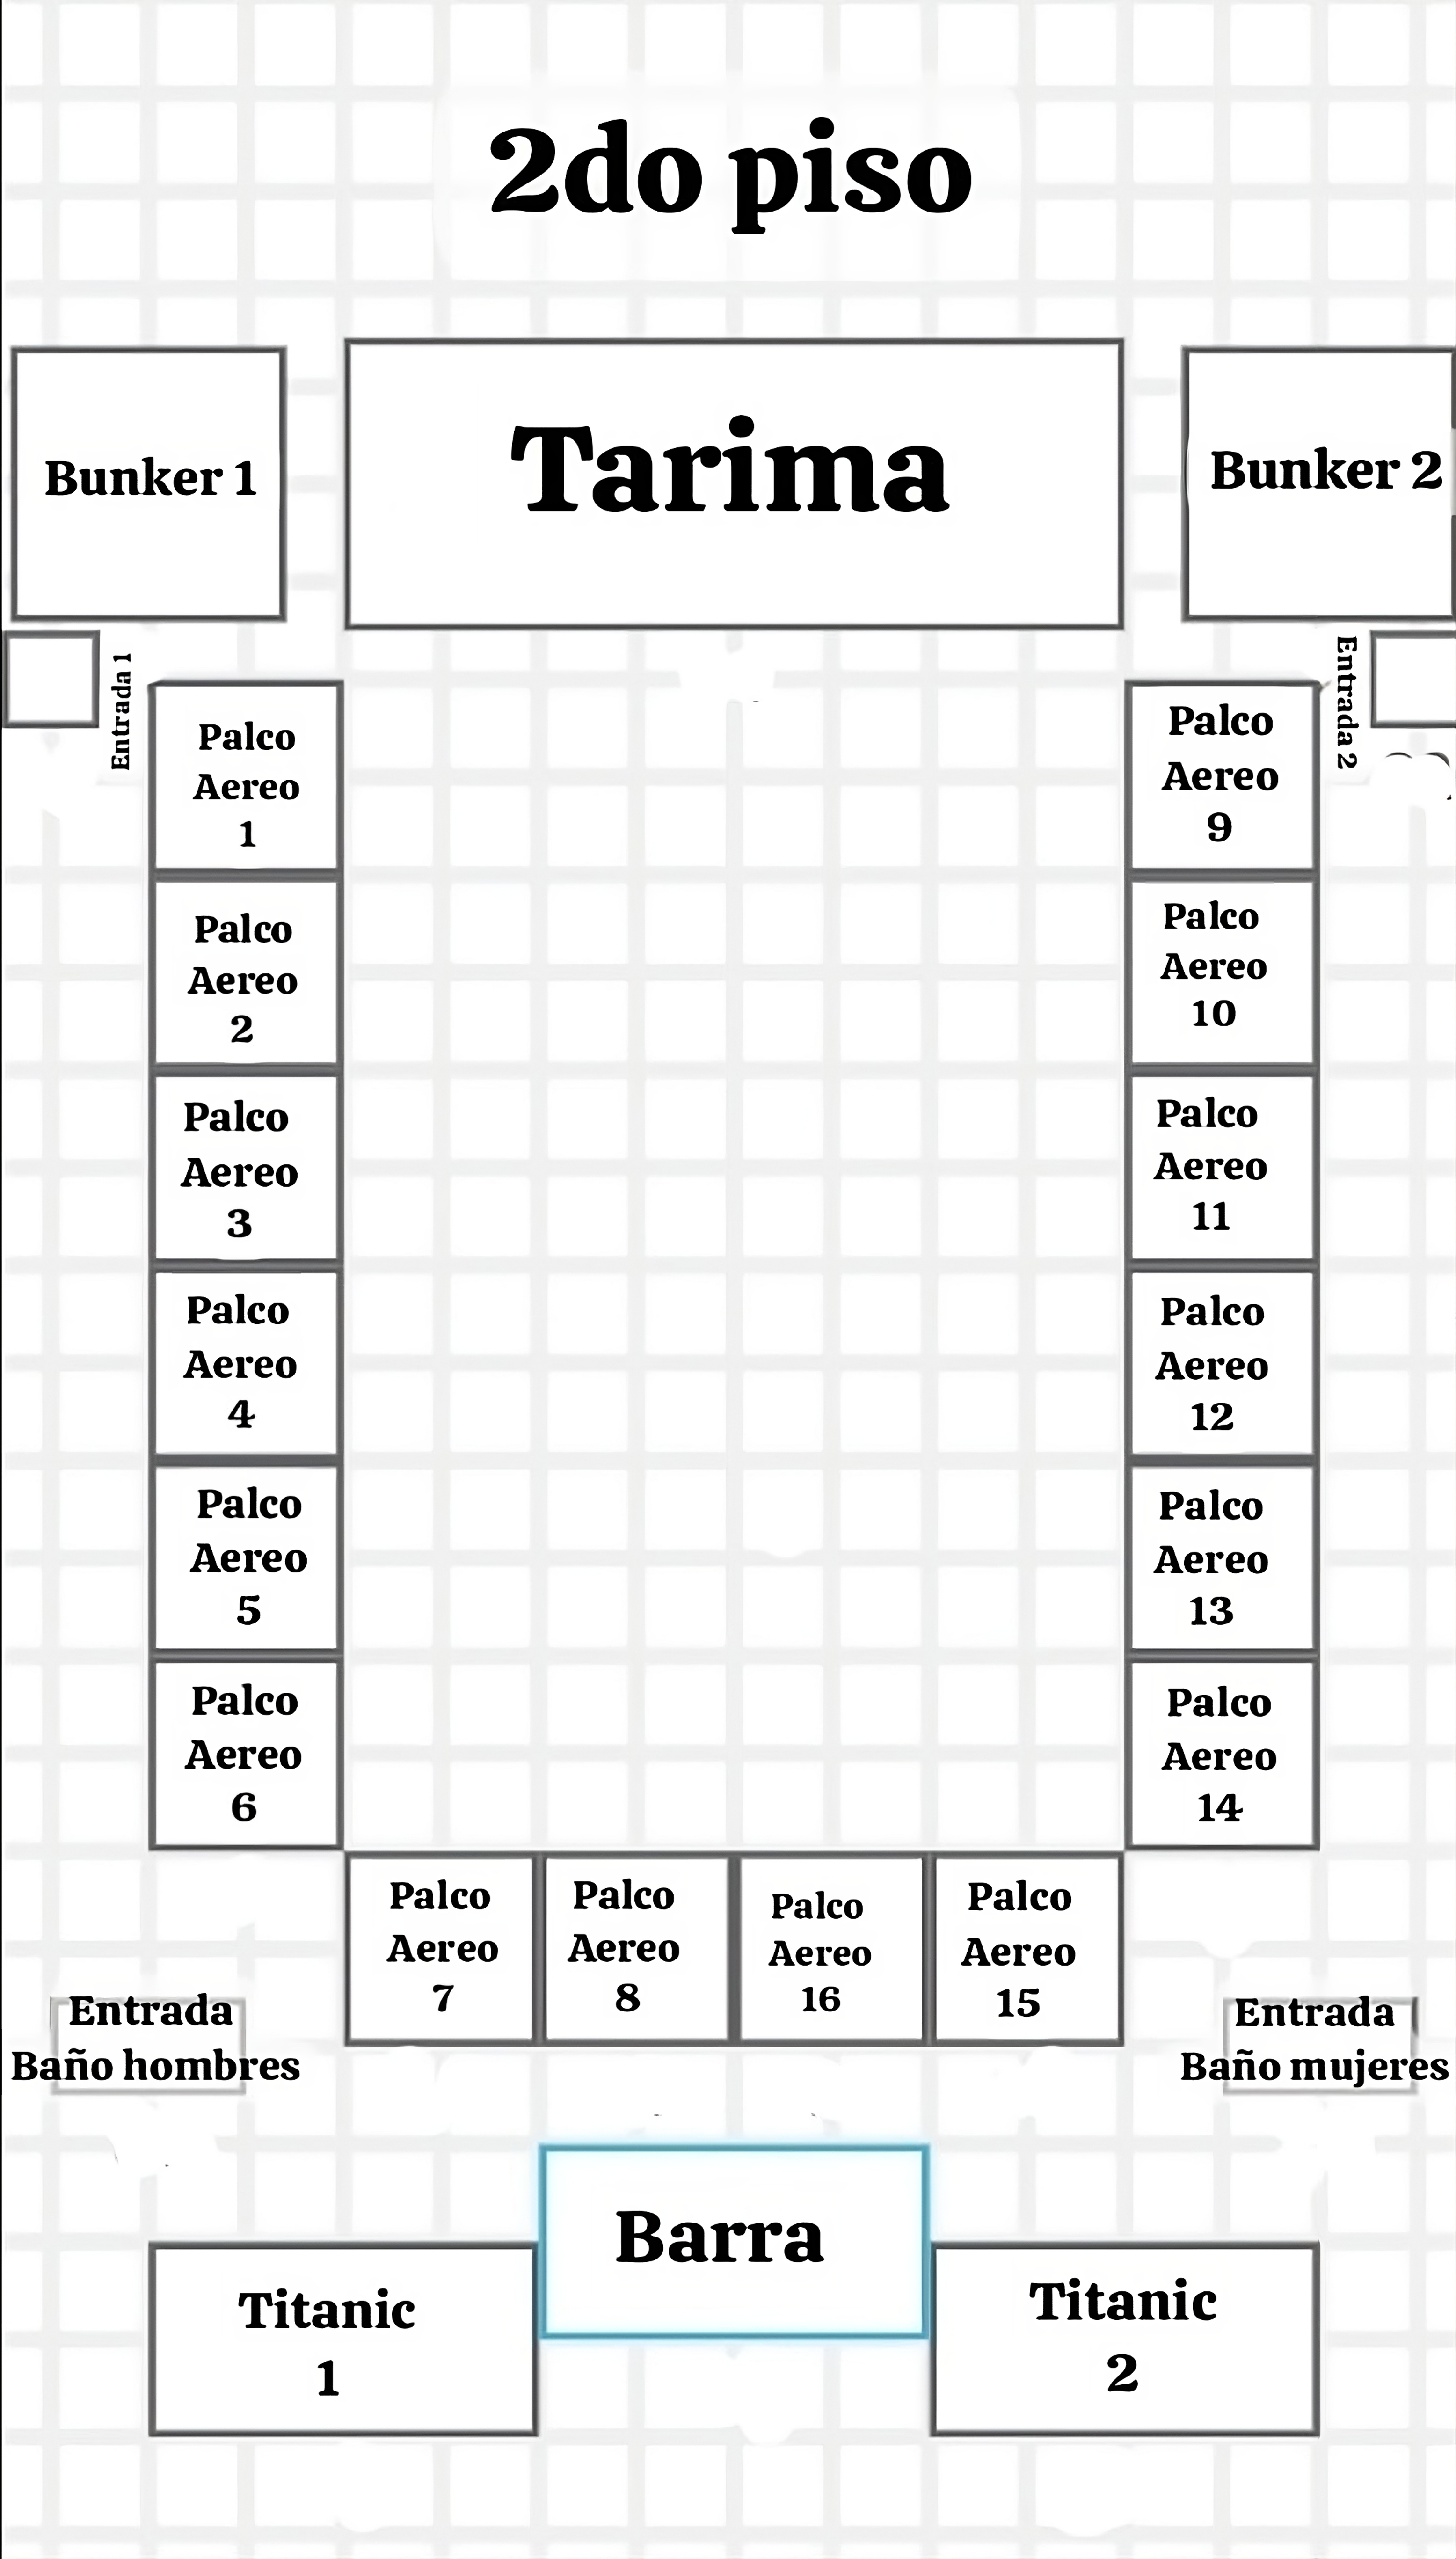 2do piso
Bunker 1
Tarima
Bunker 2
Entrada 1
Entrada 2
Palco
Aereo
1
Palco
Aereo
9
Palco
Aereo
2
Palco
Aereo
10
Palco
Aereo
3
Palco
Aereo
11
Palco
Aereo
4
Palco
Aereo
12
Palco
Aereo
5
Palco
Aereo
13
Palco
Aereo
6
Palco
Aereo
14
Palco
Aereo
7
Palco
Aereo
8
Palco
Aereo
16
Palco
Aereo
15
Entrada
Baño hombres
Entrada
Baño mujeres
Barra
Titanic
1
Titanic
2